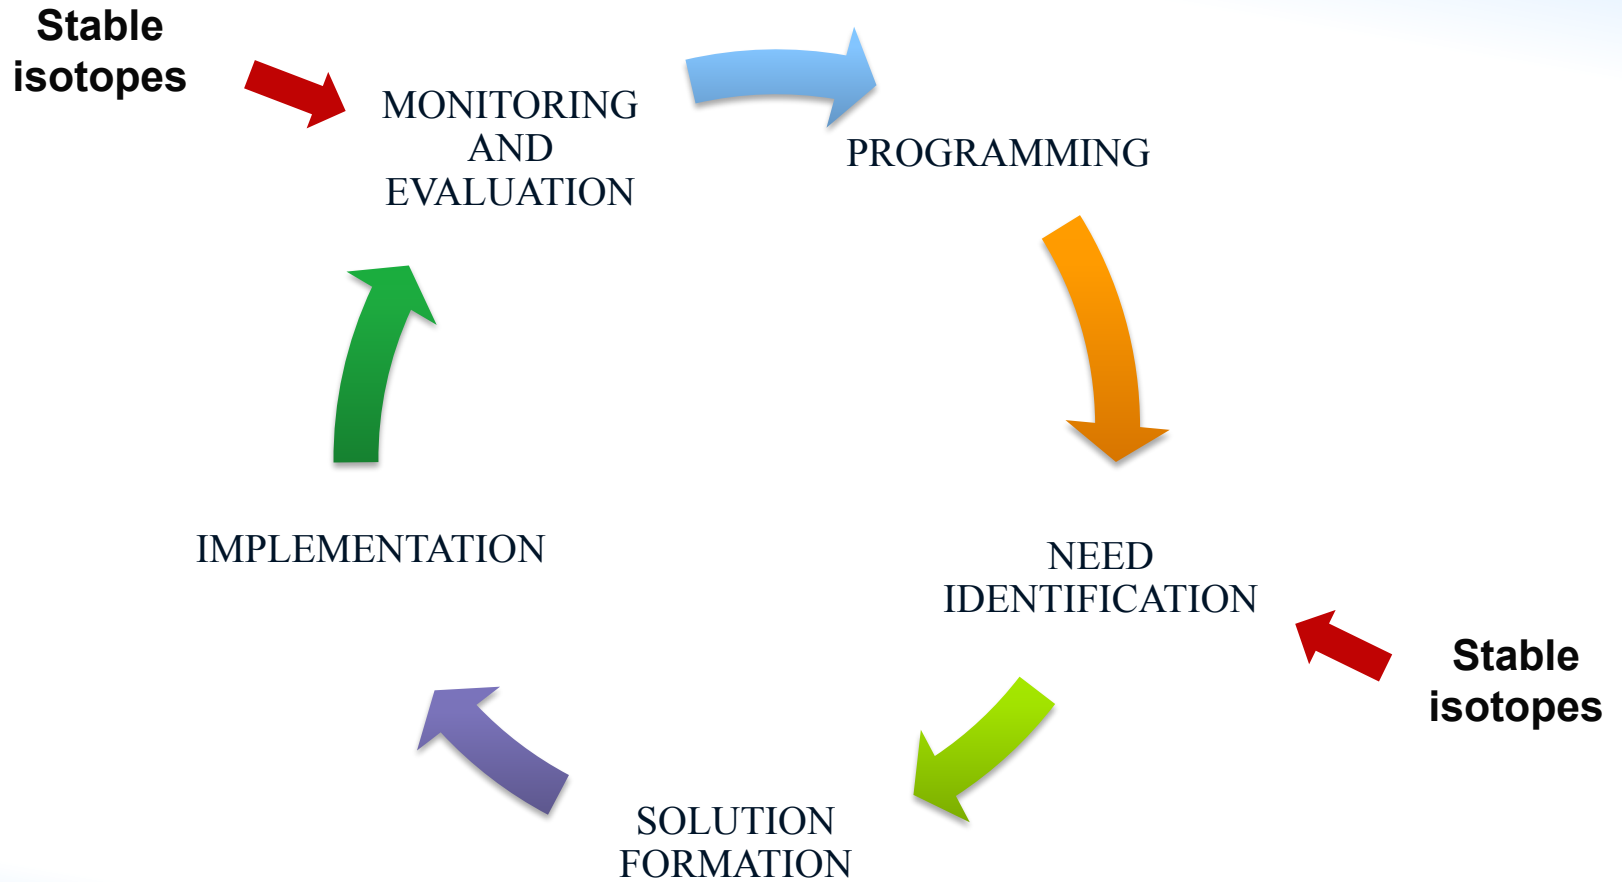 Stable
isotopes
MONITORING
AND
EVALUATION
PROGRAMMING
IMPLEMENTATION
NEED
IDENTIFICATION
Stable
isotopes
SOLUTION
FORMATION